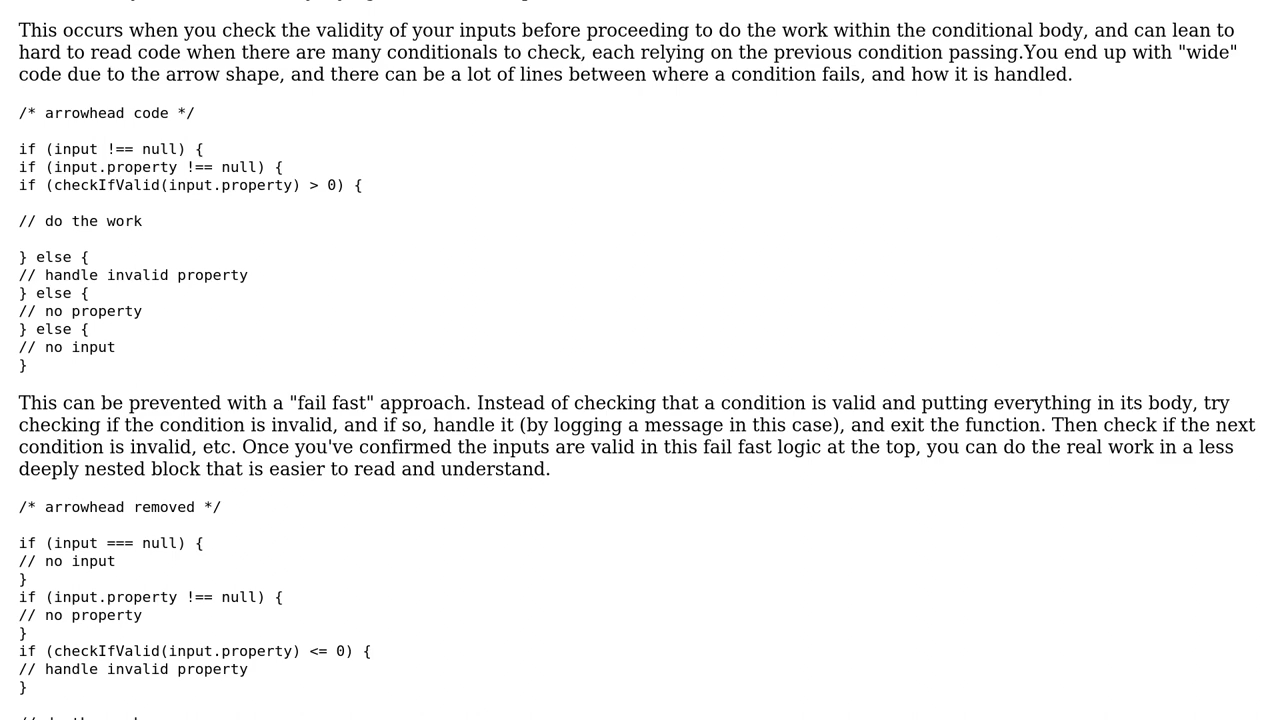 This occurs when you check the validity of your inputs before proceeding to do the work within the conditional body, and can lean to
hard to read code when there are many conditionals to check, each relying on the previous condition passing.You end up with "wide"
code due to the arrow shape, and there can be a lot of lines between where a condition fails, and how it is handled.
/* arrowhead code */
if (input !== null) {
if (input.property !== null) {
if (checkIfValid(input.property) > 0) {
// do the work
} else {
// handle invalid property
} else {
// no property
} else {
// no input
}
This can be prevented with a "fail fast" approach. Instead of checking that a condition is valid and putting everything in its body, try
checking if the condition is invalid, and if so, handle it (by logging a message in this case), and exit the function. Then check if the next
condition is invalid, etc. Once you've confirmed the inputs are valid in this fail fast logic at the top, you can do the real work in a less
deeply nested block that is easier to read and understand.
/* arrowhead removed */
if (input === null) {
// no input
}
if (input.property !== null) {
// no property
}
if (checkIfValid(input.property) <= 0) {
// handle invalid property
}